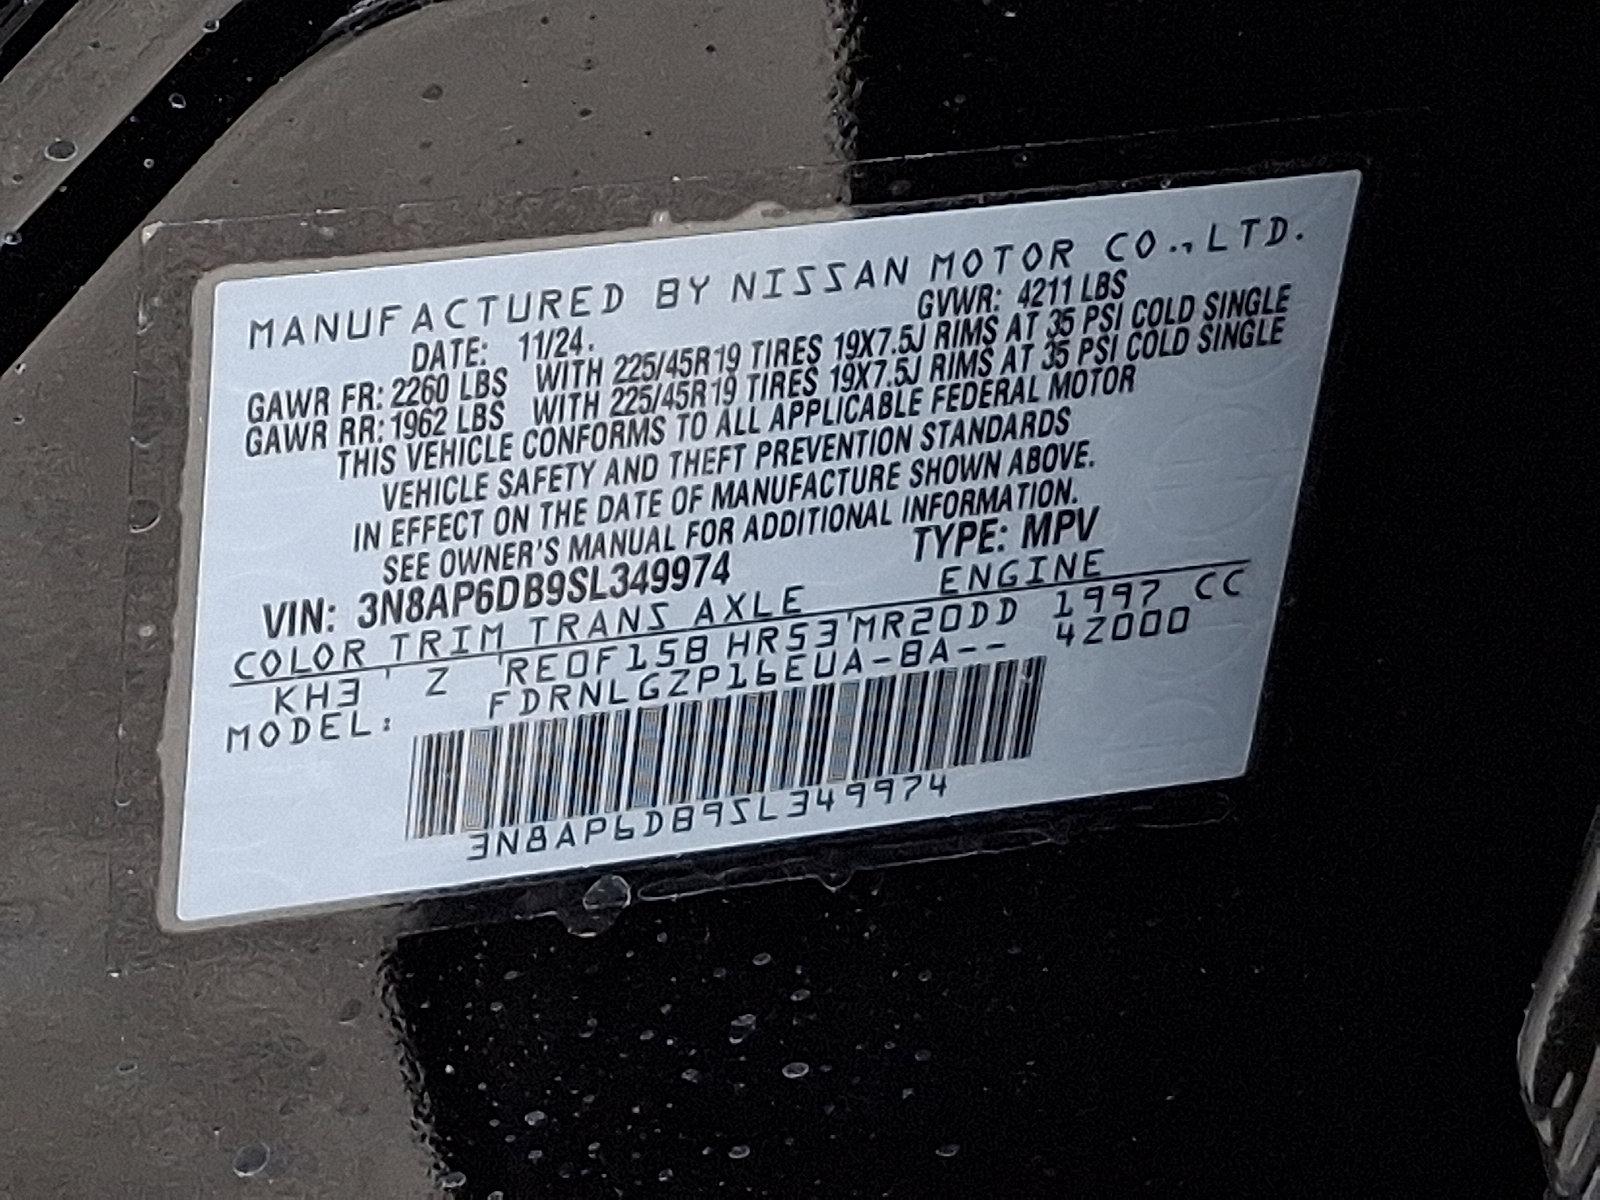 MANUFACTURED BY NISSAN MOTOR CO.,LTD.
DATE: 11/24. GVWR: 4211 LBS
GAWR FR: 2260 LBS WITH 225/45R19 TIRES 19X7.5J RIMS AT 35 PSI COLD SINGLE
GAWR RR: 1962 LBS WITH 225/45R19 TIRES 19X7.5J RIMS AT 35 PSI COLD SINGLE
THIS VEHICLE CONFORMS TO ALL APPLICABLE FEDERAL MOTOR
VEHICLE SAFETY AND THEFT PREVENTION STANDARDS
IN EFFECT ON THE DATE OF MANUFACTURE SHOWN ABOVE.
SEE OWNER'S MANUAL FOR ADDITIONAL INFORMATION.
VIN: 3N8AP6DB9SL349974 TYPE: MPV
COLOR TRIM TRANS AXLE ENGINE
KH3 Z RE0F15B HR53 MR20DD 1997 CC
MODEL: FDRNLGZP16EUA-BA-- 42000
3N8AP6DB9SL349974